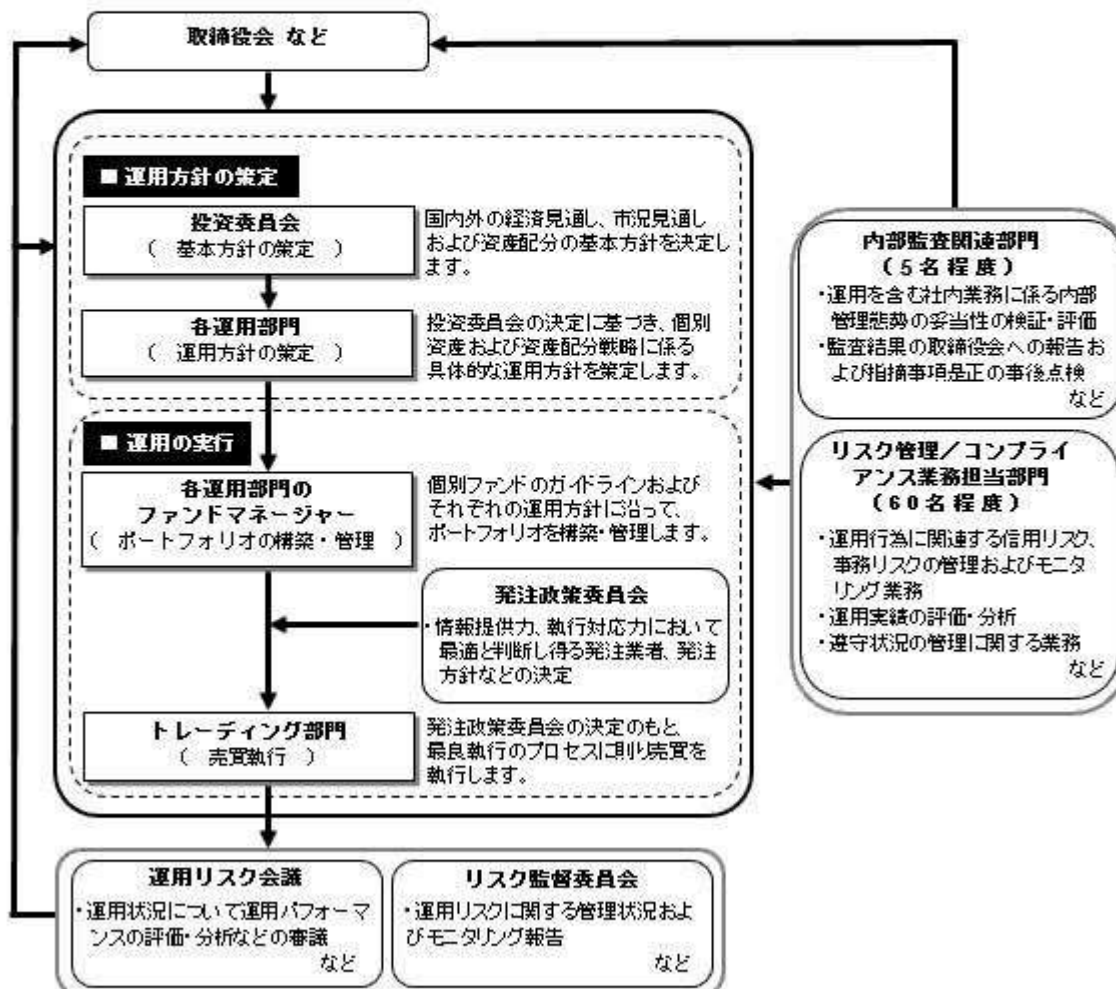 取締役会 など
■ 運用方針の策定
投資委員会
( 基本方針の策定 )
国内外の経済見通し、市況見通し
および資産配分の基本方針を決定し
ます。
各運用部門
( 運用方針の策定 )
投資委員会の決定に基づき、個別
資産および資産配分戦略に係る
具体的な運用方針を策定します。
■ 運用の実行
各運用部門の
ファンドマネージャー
( ポートフォリオの構築・管理 )
個別ファンドのガイドラインおよび
それぞれの運用方針に沿って、
ポートフォリオを構築・管理します。
発注政策委員会
・情報提供力、執行対応力において
最適と判断し得る発注業者、発注
方針などの決定
トレーディング部門
( 売買執行 )
発注政策委員会の決定のもと、
最良執行のプロセスに則り売買を
執行します。
内部監査関連部門
(5名程度)
・運用を含む社内業務に係る内部
管理態勢の妥当性の検証・評価
・監査結果の取締役会への報告お
よび指摘事項是正の事後点検
など
リスク管理/コンプライ
アンス業務担当部門
(60名程度)
・運用行為に関連する信用リスク、
事務リスクの管理およびモニタ
リング業務
・運用実績の評価・分析
・遵守状況の管理に関する業務
など
運用リスク会議
・運用状況について運用パフォーマ
ンスの評価・分析などの審議
など
リスク監督委員会
・運用リスクに関する管理状況およ
びモニタリング報告
など